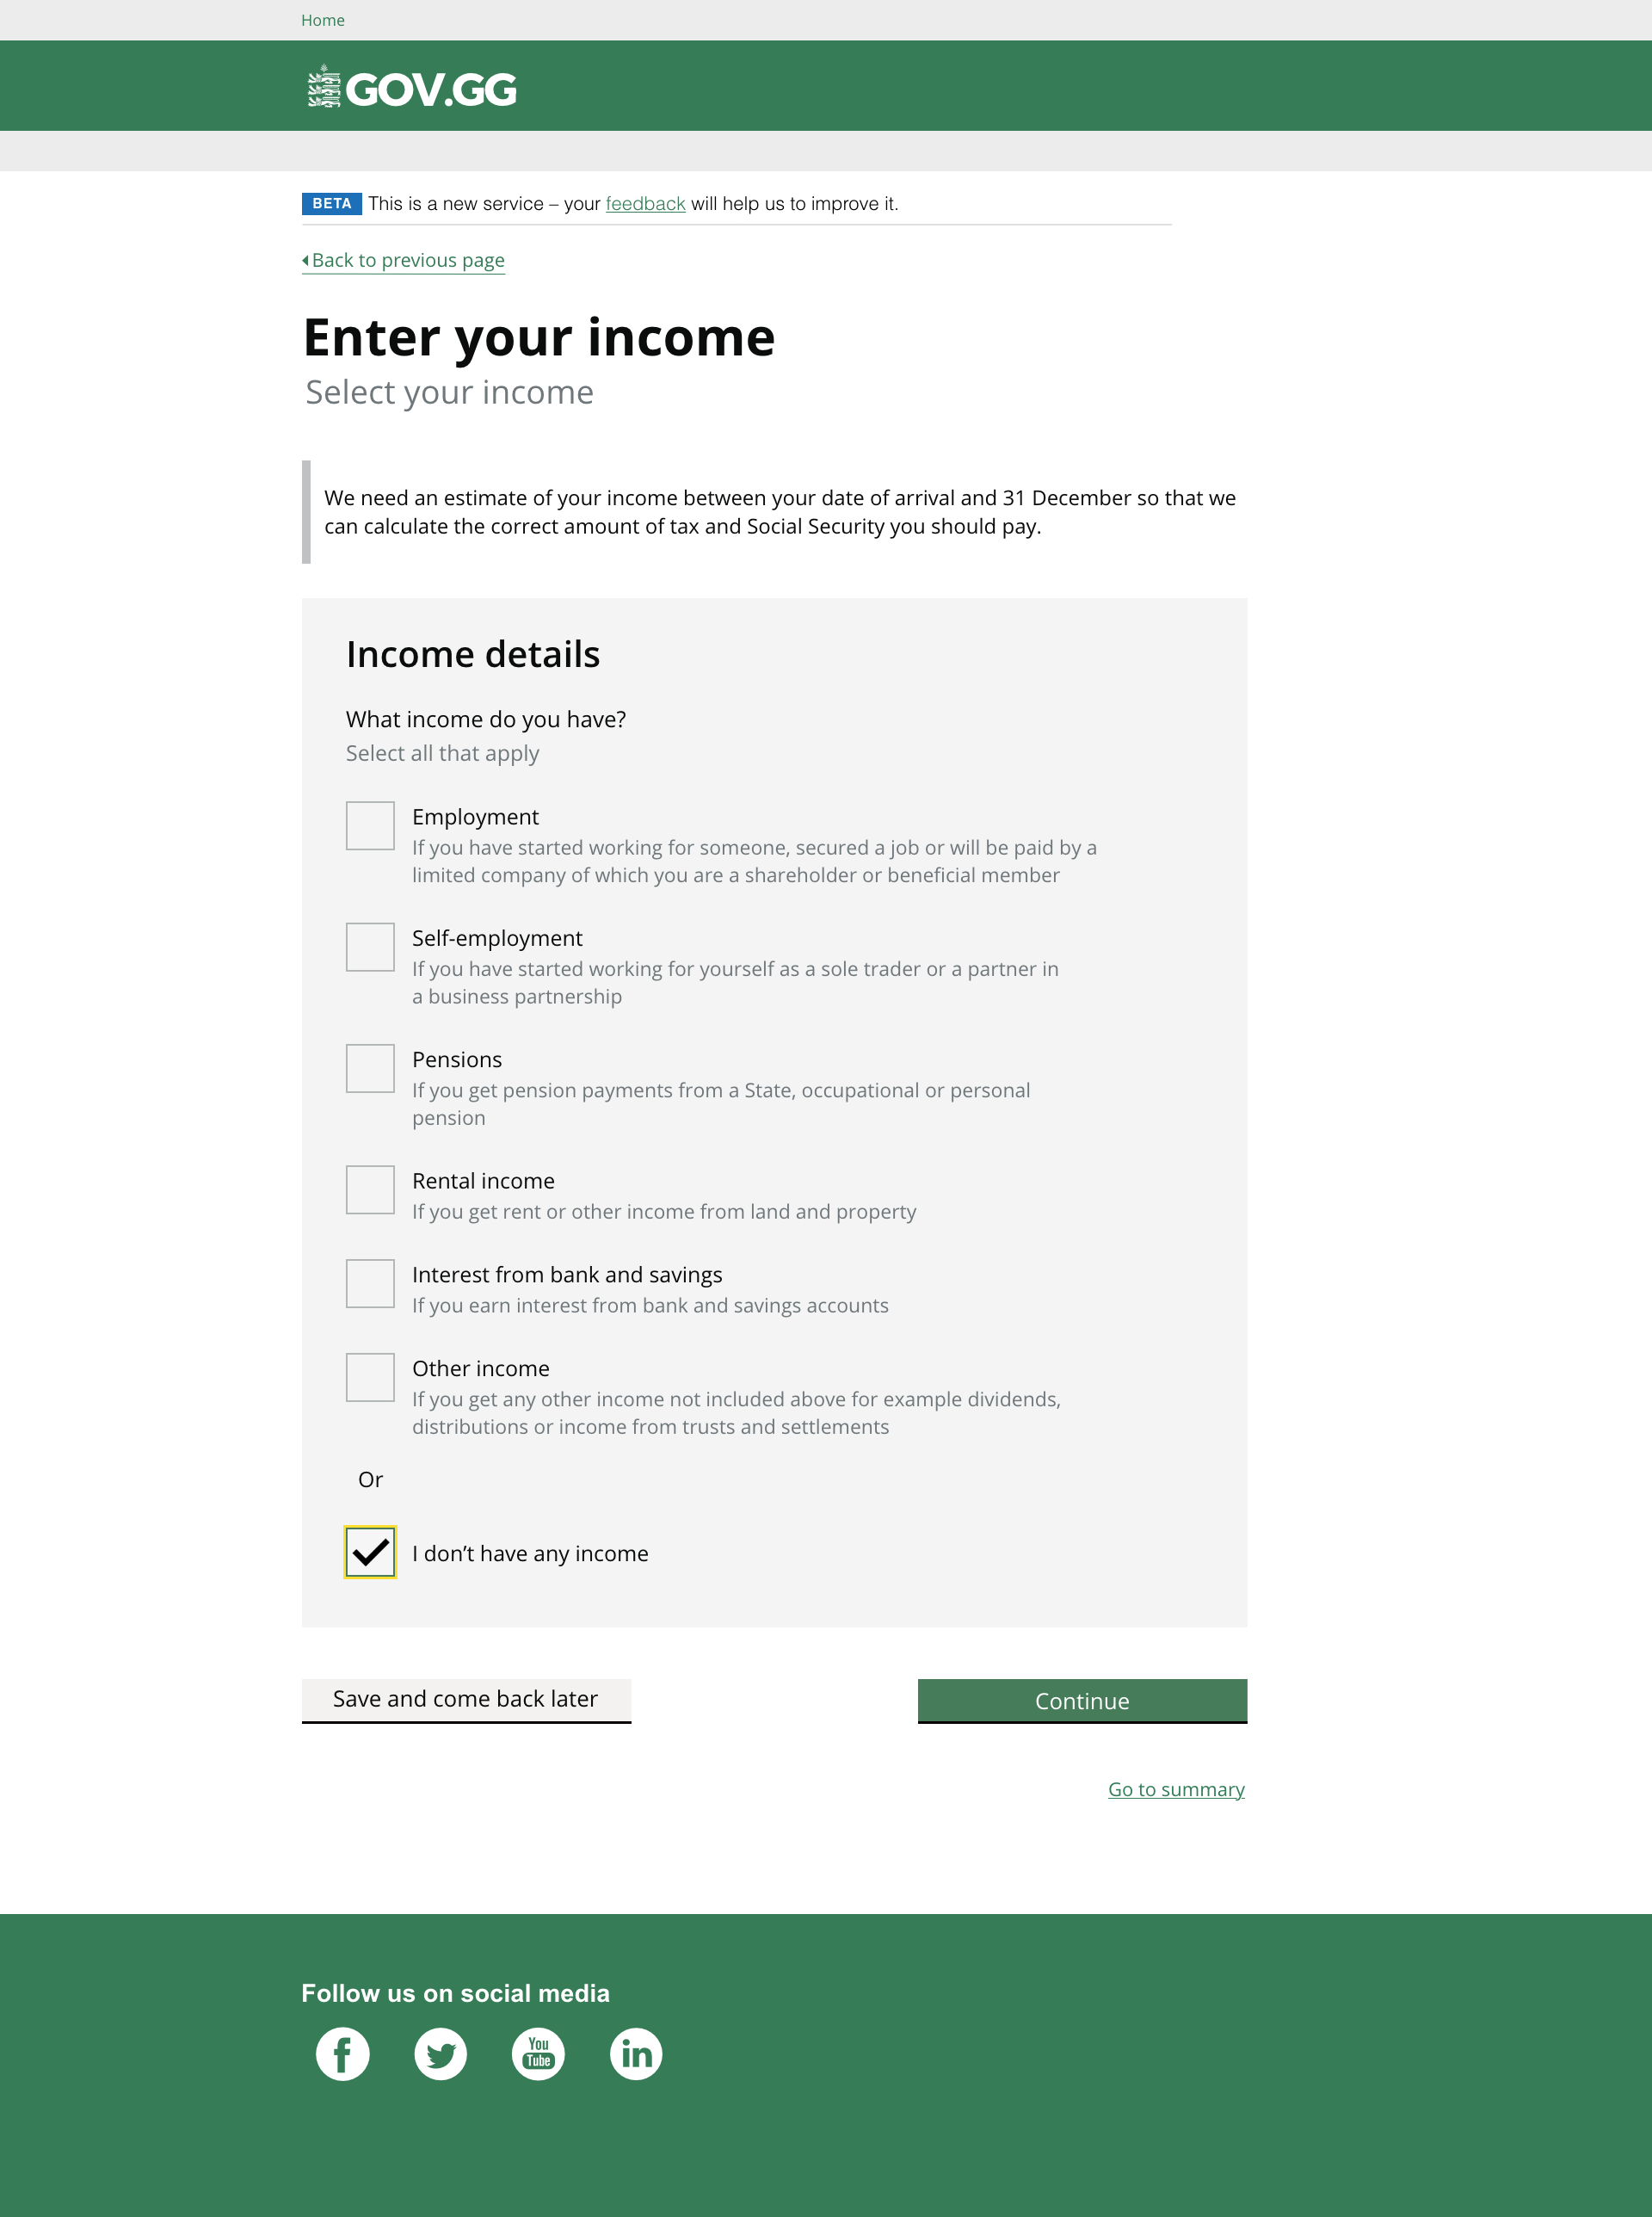 Home
GOV.GG
BETA This is a new service – your feedback will help us to improve it.
Back to previous page
Enter your income
Select your income
We need an estimate of your income between your date of arrival and 31 December so that we
can calculate the correct amount of tax and Social Security you should pay.
Income details
What income do you have?
Select all that apply
Employment
If you have started working for someone, secured a job or will be paid by a
limited company of which you are a shareholder or beneficial member
Self-employment
If you have started working for yourself as a sole trader or a partner in
a business partnership
Pensions
If you get pension payments from a State, occupational or personal
pension
Rental income
If you get rent or other income from land and property
Interest from bank and savings
If you earn interest from bank and savings accounts
Other income
If you get any other income not included above for example dividends,
distributions or income from trusts and settlements
Or
I don’t have any income
Save and come back later
Continue
Go to summary
Follow us on social media
f
You
Tube
in